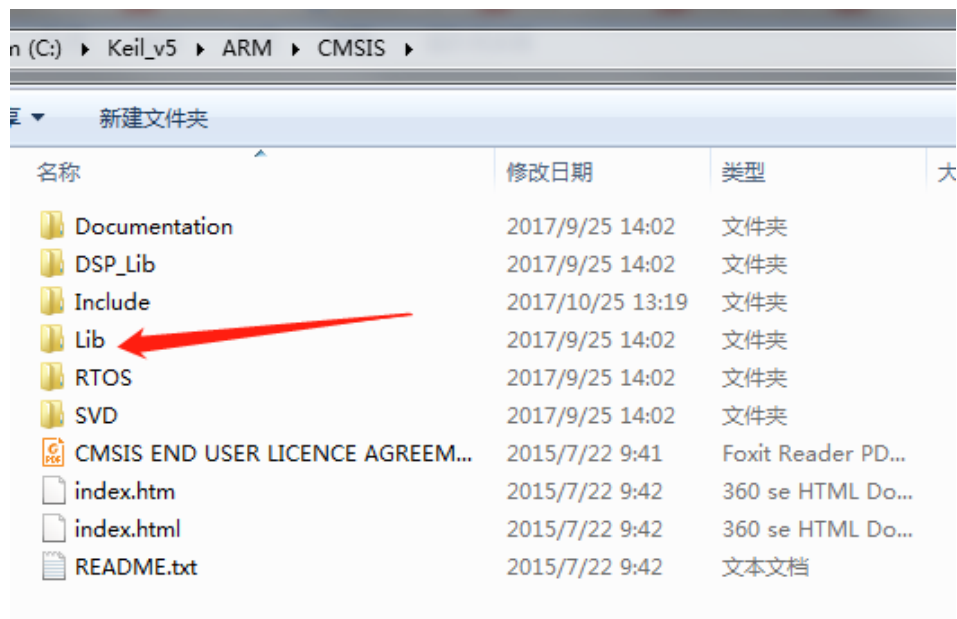 (C:) ▸ Keil_v5 ▸ ARM ▸ CMSIS ▸
新建文件夹
名称 修改日期 类型 大
Documentation 2017/9/25 14:02 文件夹
DSP_Lib 2017/9/25 14:02 文件夹
Include 2017/10/25 13:19 文件夹
Lib 2017/9/25 14:02 文件夹
RTOS 2017/9/25 14:02 文件夹
SVD 2017/9/25 14:02 文件夹
CMSIS END USER LICENCE AGREEM... 2015/7/22 9:41 Foxit Reader PD...
index.htm 2015/7/22 9:42 360 se HTML Do...
index.html 2015/7/22 9:42 360 se HTML Do...
README.txt 2015/7/22 9:42 文本文档